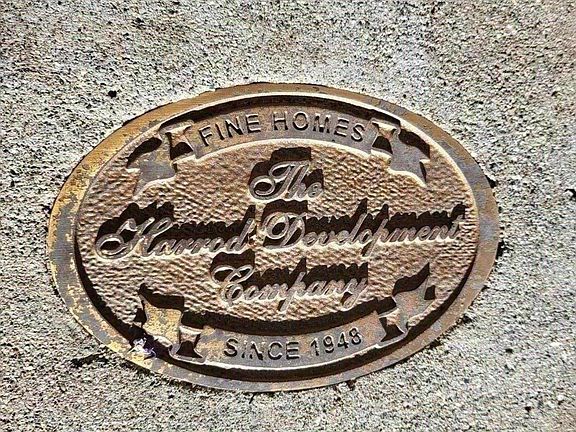 FINE HOMES
The
Harrod Development
Company
SINCE 1948